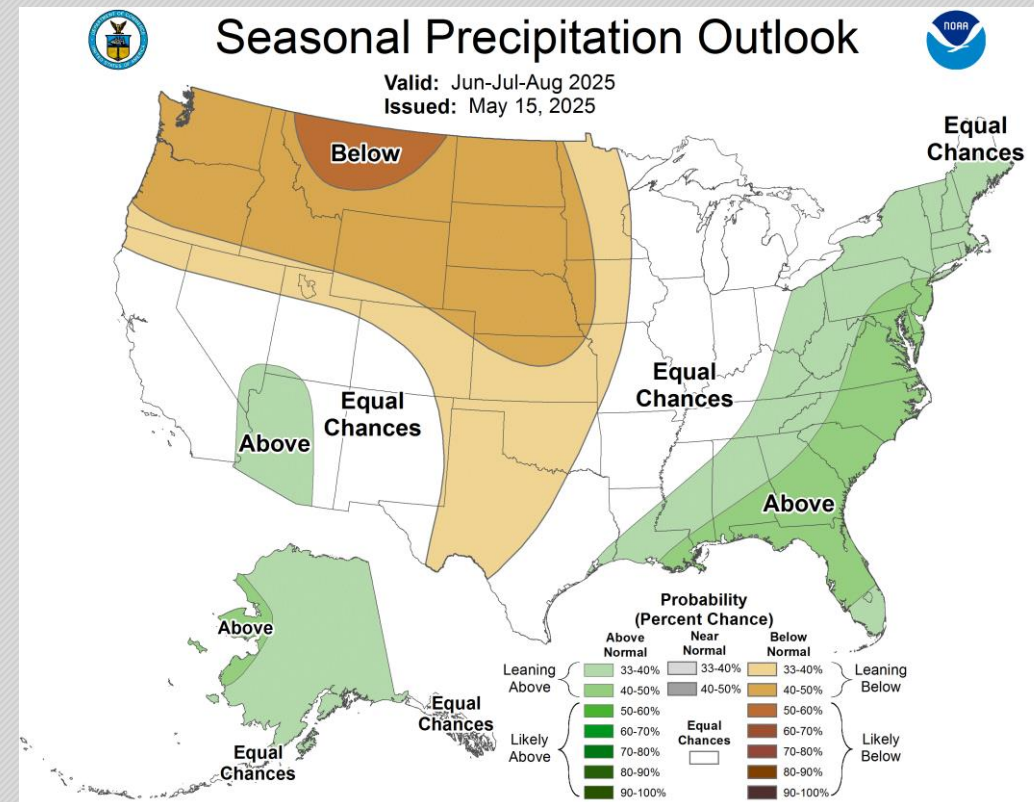 Seasonal Precipitation Outlook
NOAA
Valid: Jun-Jul-Aug 2025
Issued: May 15, 2025
Below
Equal
Chances
Equal
Chances
Equal
Chances
Above
Above
Above
Equal
Chances
Equal
Chances
Probability
(Percent Chance)
Above
Normal
Near
Normal
Below
Normal
Leaning
Above
33-40%
33-40%
33-40%
Leaning
Below
40-50%
40-50%
40-50%
Likely
Above
50-60%
60-70%
70-80%
80-90%
90-100%
Equal
Chances
50-60%
60-70%
70-80%
80-90%
90-100%
Likely
Below